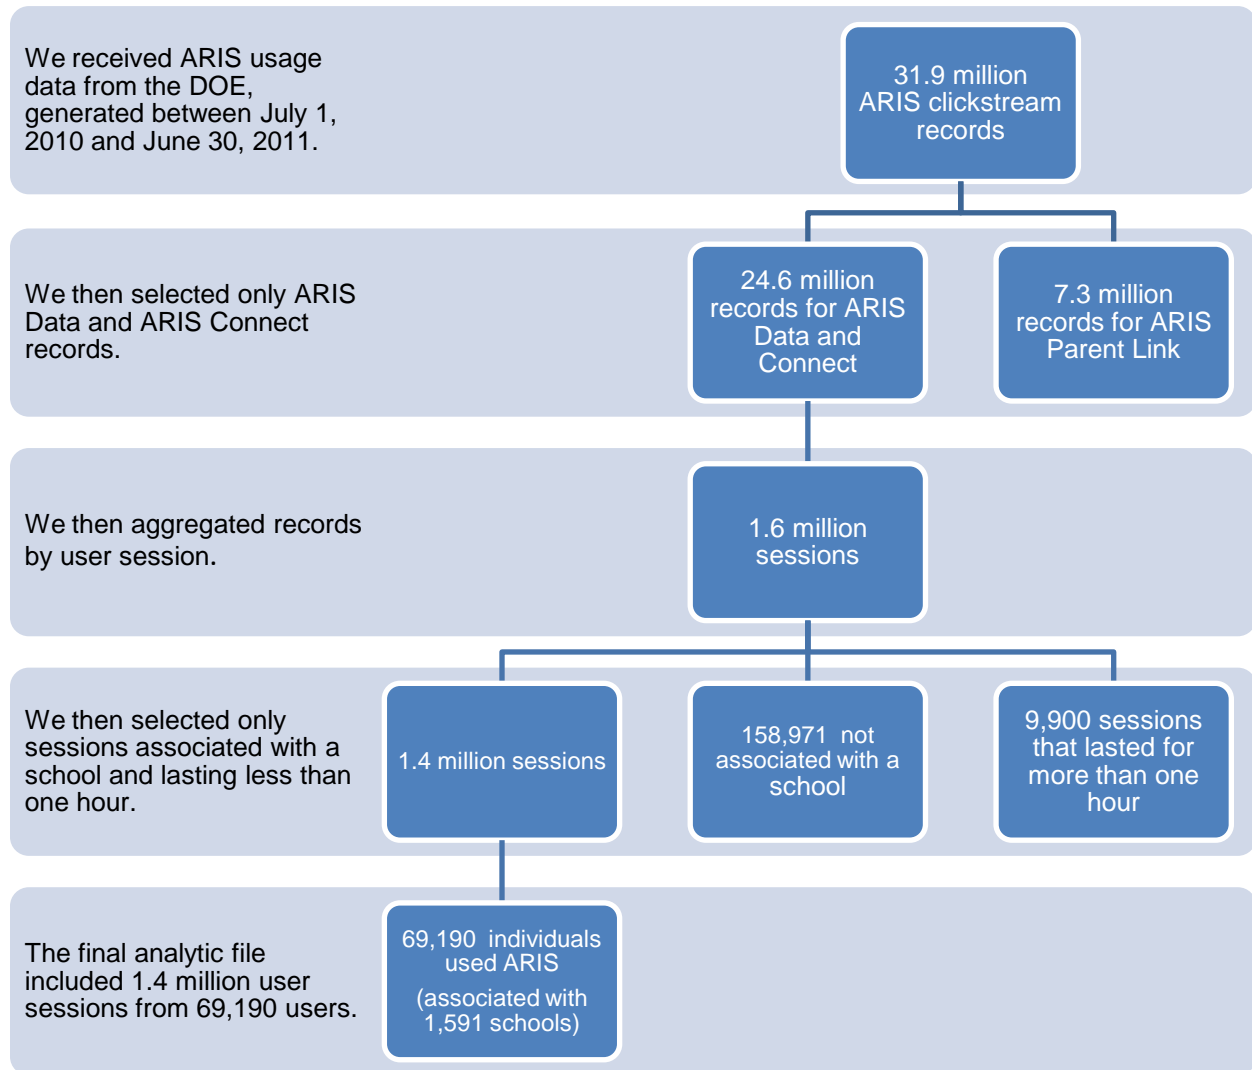 We received ARIS usage
data from the DOE,
generated between July 1,
2010 and June 30, 2011.
31.9 million
ARIS clickstream
records
We then selected only ARIS
Data and ARIS Connect
records.
24.6 million
records for ARIS
Data and
Connect
7.3 million
records for ARIS
Parent Link
We then aggregated records
by user session.
1.6 million
sessions
We then selected only
sessions associated with a
school and lasting less than
one hour.
1.4 million sessions
158,971 not
associated with a
school
9,900 sessions
that lasted for
more than one
hour
The final analytic file
included 1.4 million user
sessions from 69,190 users.
69,190 individuals
used ARIS
(associated with
1,591 schools)